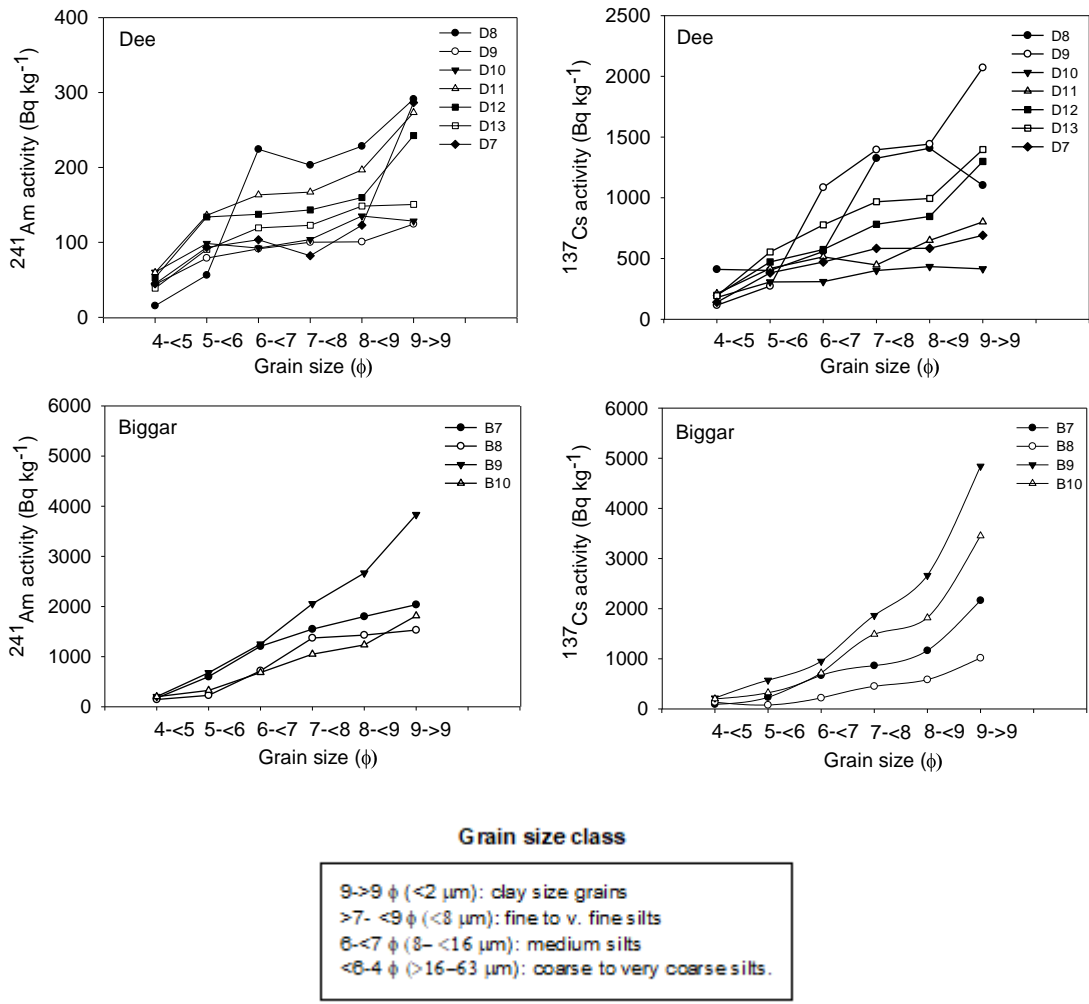 Dee
400
300
200
100
0
²⁴¹Am activity (Bq kg⁻¹)
D8
D9
D10
D11
D12
D13
D7
4-<5 5-<6 6-<7 7-<8 8-<9 9->9
Grain size (ϕ)
Dee
2500
2000
1500
1000
500
0
¹³⁷Cs activity (Bq kg⁻¹)
D8
D9
D10
D11
D12
D13
D7
4-<5 5-<6 6-<7 7-<8 8-<9 9->9
Grain size (ϕ)
Biggar
6000
5000
4000
3000
2000
1000
0
²⁴¹Am activity (Bq kg⁻¹)
B7
B8
B9
B10
4-<5 5-<6 6-<7 7-<8 8-<9 9->9
Grain size (ϕ)
Biggar
6000
5000
4000
3000
2000
1000
0
¹³⁷Cs activity (Bq kg⁻¹)
B7
B8
B9
B10
4-<5 5-<6 6-<7 7-<8 8-<9 9->9
Grain size (ϕ)
Grain size class
9->9 ϕ (<2 µm): clay size grains
>7- <9 ϕ (<8 µm): fine to v. fine silts
6-<7 ϕ (8– <16 µm): medium silts
<6-4 ϕ (>16–63 µm): coarse to very coarse silts.